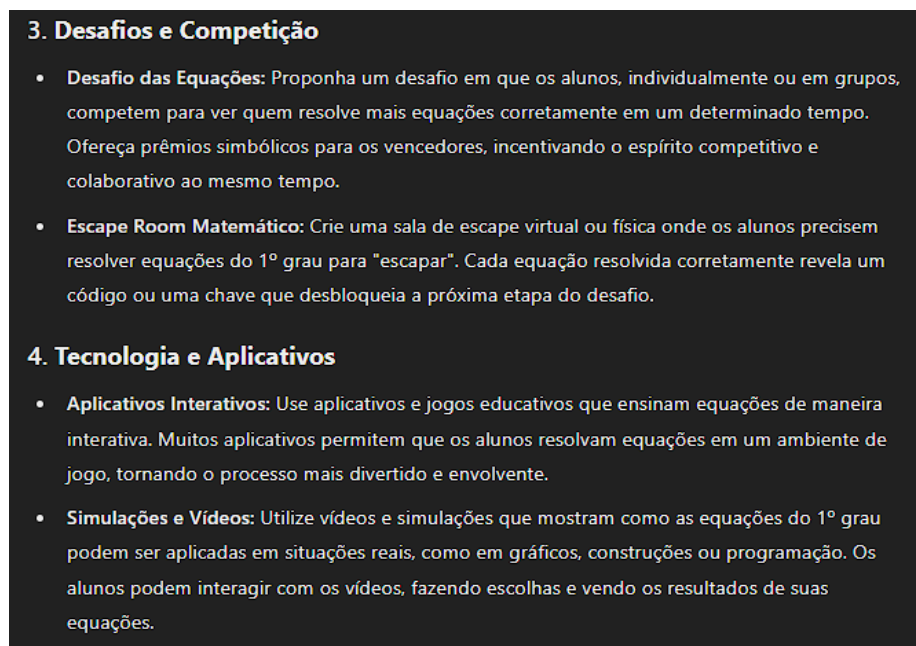 3. Desafios e Competição
• Desafio das Equações: Proponha um desafio em que os alunos, individualmente ou em grupos,
competem para ver quem resolve mais equações corretamente em um determinado tempo.
Ofereça prêmios simbólicos para os vencedores, incentivando o espírito competitivo e
colaborativo ao mesmo tempo.
• Escape Room Matemático: Crie uma sala de escape virtual ou física onde os alunos precisem
resolver equações do 1º grau para "escapar". Cada equação resolvida corretamente revela um
código ou uma chave que desbloqueia a próxima etapa do desafio.
4. Tecnologia e Aplicativos
• Aplicativos Interativos: Use aplicativos e jogos educativos que ensinam equações de maneira
interativa. Muitos aplicativos permitem que os alunos resolvam equações em um ambiente de
jogo, tornando o processo mais divertido e envolvente.
• Simulações e Vídeos: Utilize vídeos e simulações que mostram como as equações do 1º grau
podem ser aplicadas em situações reais, como em gráficos, construções ou programação. Os
alunos podem interagir com os vídeos, fazendo escolhas e vendo os resultados de suas
equações.